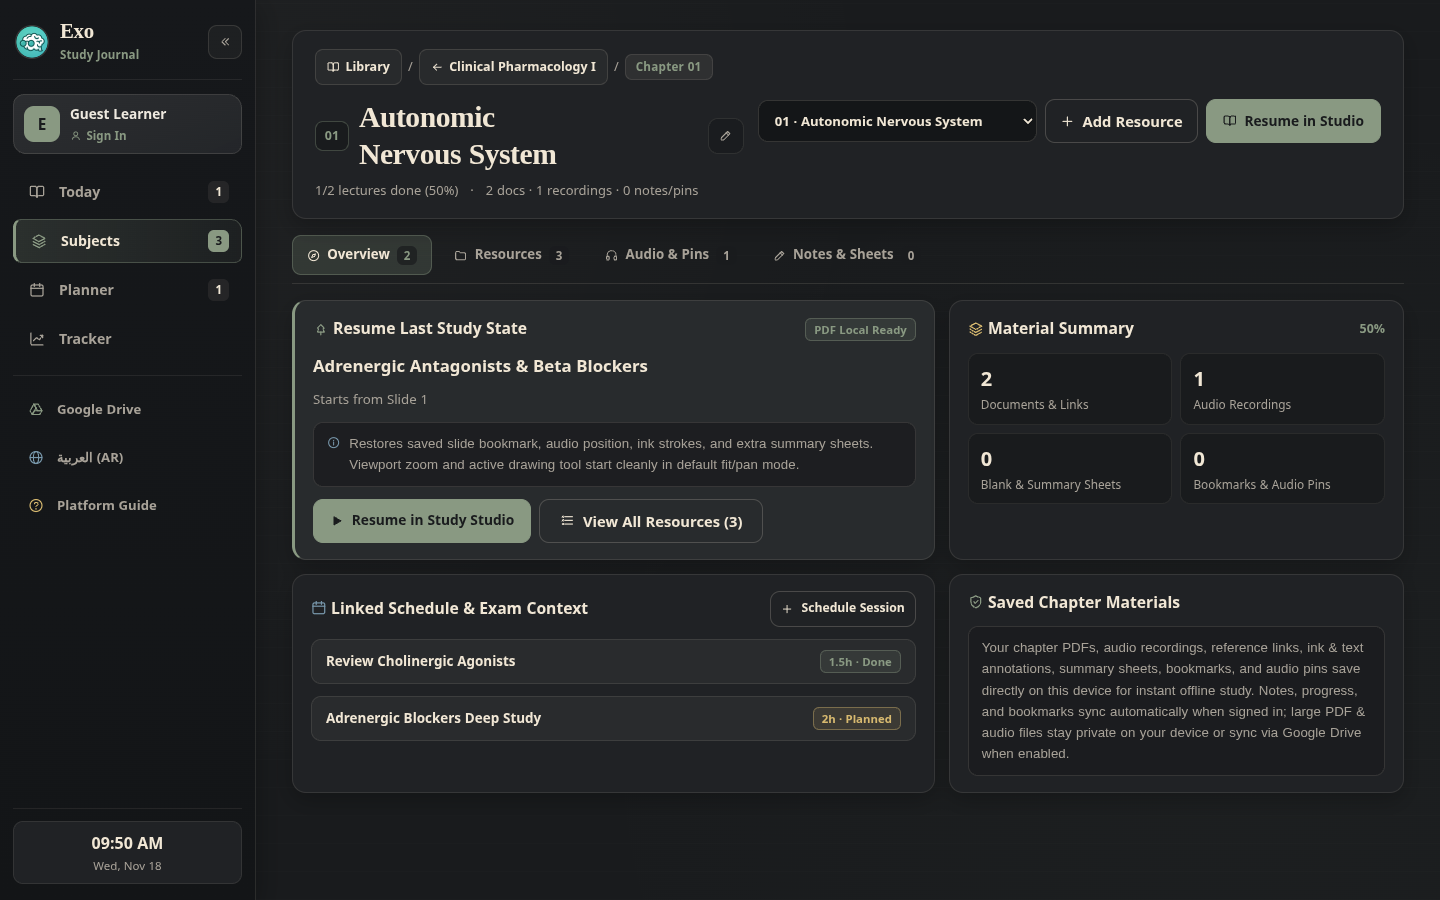 Exo
Study Journal
E
Guest Learner
Sign In
Today 1
Subjects 3
Planner 1
Tracker
Google Drive
العربية (AR)
Platform Guide
09:50 AM
Wed, Nov 18
Library / ← Clinical Pharmacology I / Chapter 01
01
Autonomic
Nervous System
01 · Autonomic Nervous System
+ Add Resource
Resume in Studio
1/2 lectures done (50%) · 2 docs · 1 recordings · 0 notes/pins
Overview 2
Resources 3
Audio & Pins 1
Notes & Sheets 0
Resume Last Study State
PDF Local Ready
Adrenergic Antagonists & Beta Blockers
Starts from Slide 1
Restores saved slide bookmark, audio position, ink strokes, and extra summary sheets.
Viewport zoom and active drawing tool start cleanly in default fit/pan mode.
Resume in Study Studio
View All Resources (3)
Material Summary
50%
2
Documents & Links
1
Audio Recordings
0
Blank & Summary Sheets
0
Bookmarks & Audio Pins
Linked Schedule & Exam Context
+ Schedule Session
Review Cholinergic Agonists
1.5h · Done
Adrenergic Blockers Deep Study
2h · Planned
Saved Chapter Materials
Your chapter PDFs, audio recordings, reference links, ink & text
annotations, summary sheets, bookmarks, and audio pins save
directly on this device for instant offline study. Notes, progress,
and bookmarks sync automatically when signed in; large PDF &
audio files stay private on your device or sync via Google Drive
when enabled.